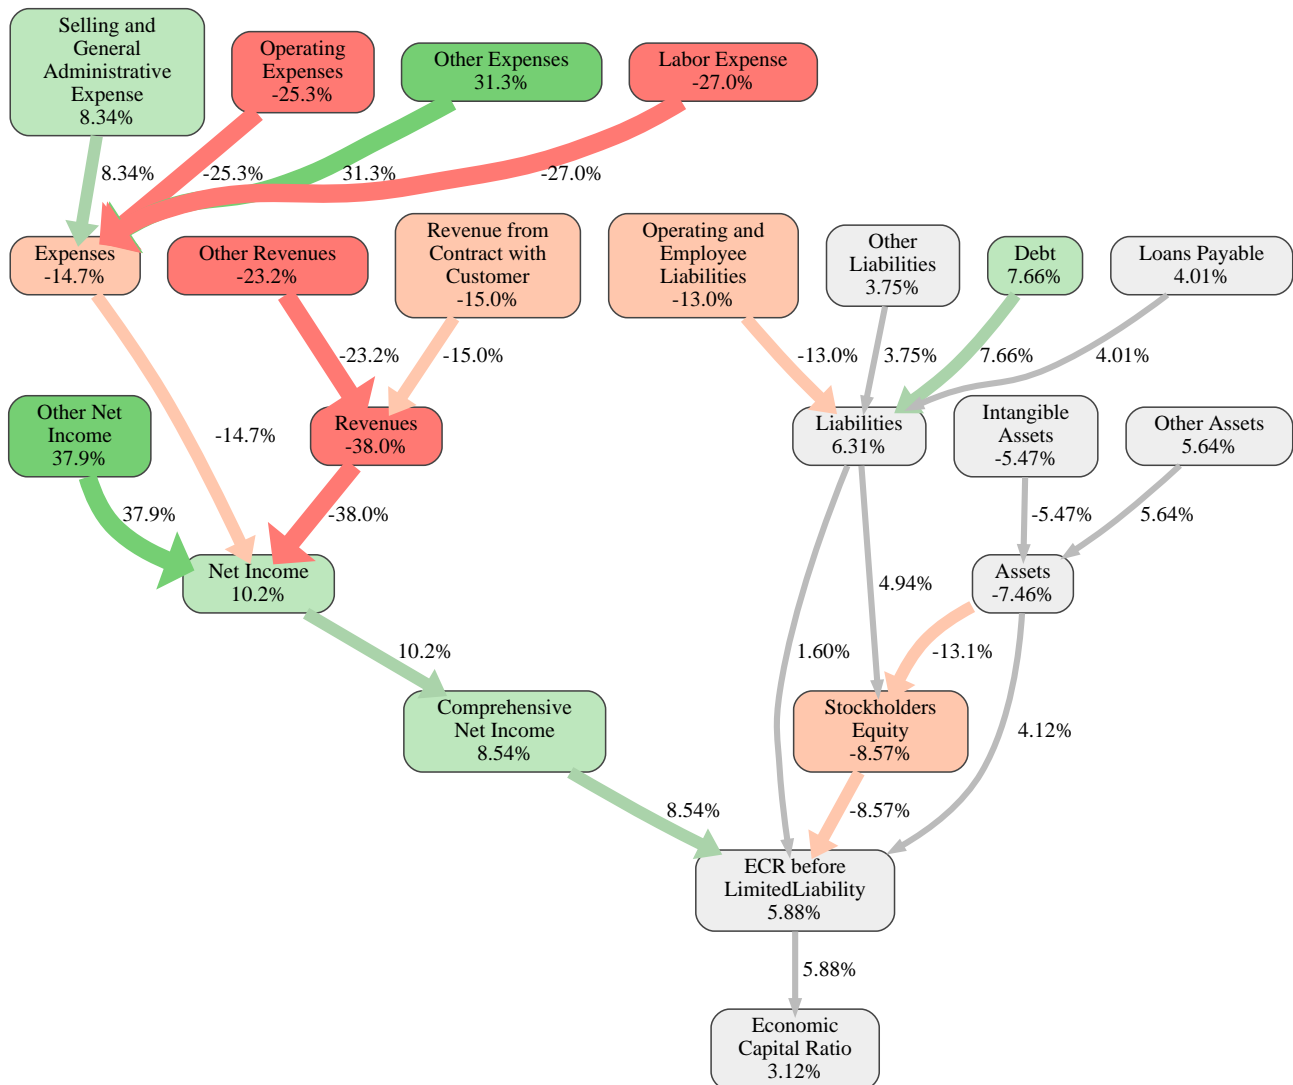 Selling and
General
Administrative
Expense
8.34%
Operating
Expenses
-25.3%
Other Expenses
31.3%
Labor Expense
-27.0%
8.34%
-25.3%
31.3%
-27.0%
Expenses
-14.7%
Other Revenues
-23.2%
Revenue from
Contract with
Customer
-15.0%
Operating and
Employee
Liabilities
-13.0%
Other
Liabilities
3.75%
Debt
7.66%
Loans Payable
4.01%
-23.2%
-15.0%
-13.0%
3.75%
7.66%
4.01%
Other Net
Income
37.9%
Revenues
-38.0%
Liabilities
6.31%
Intangible
Assets
-5.47%
Other Assets
5.64%
-14.7%
37.9%
-38.0%
-5.47%
5.64%
Net Income
10.2%
4.94%
Assets
-7.46%
10.2%
1.60%
-13.1%
Comprehensive
Net Income
8.54%
Stockholders
Equity
-8.57%
4.12%
8.54%
-8.57%
ECR before
LimitedLiability
5.88%
5.88%
Economic
Capital Ratio
3.12%